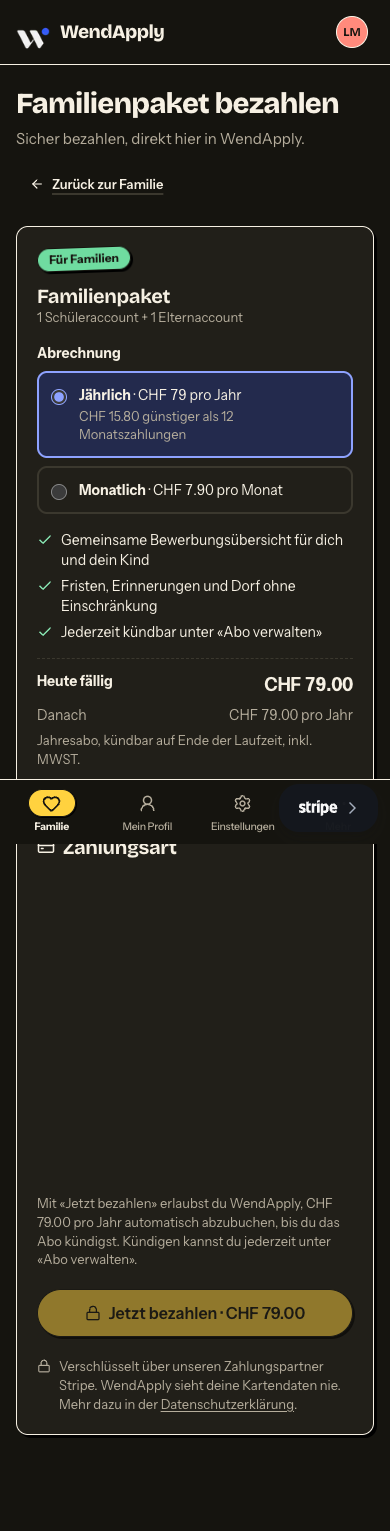 WendApply
LM
Familienpaket bezahlen
Sicher bezahlen, direkt hier in WendApply.
Zurück zur Familie
Für Familien
Familienpaket
1 Schüleraccount + 1 Elternaccount
Abrechnung
Jährlich · CHF 79 pro Jahr
CHF 15.80 günstiger als 12
Monatszahlungen
Monatlich · CHF 7.90 pro Monat
Gemeinsame Bewerbungsübersicht für dich
und dein Kind
Fristen, Erinnerungen und Dorf ohne
Einschränkung
Jederzeit kündbar unter «Abo verwalten»
Heute fällig CHF 79.00
Danach CHF 79.00 pro Jahr
Jahresabo, kündbar auf Ende der Laufzeit, inkl.
MWST.
Familie Mein Profil Einstellungen stripe
Zahlungsart
Mit «Jetzt bezahlen» erlaubst du WendApply, CHF
79.00 pro Jahr automatisch abzubuchen, bis du das
Abo kündigst. Kündigen kannst du jederzeit unter
«Abo verwalten».
Jetzt bezahlen · CHF 79.00
Verschlüsselt über unseren Zahlungspartner
Stripe. WendApply sieht deine Kartendaten nie.
Mehr dazu in der Datenschutzerklärung.